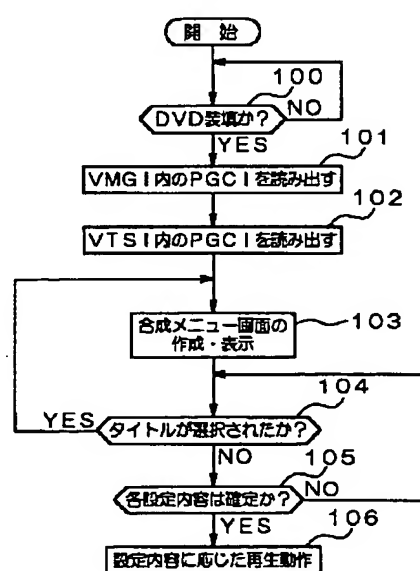 開 始
100
DVD装填か?
NO
YES
101
VMGI内のPGCIを読み出す
102
VTSI内のPGCIを読み出す
合成メニュー画面の
作成・表示
103
104
YES
タイトルが選択されたか?
NO
105
各設定内容は確定か?
NO
YES
106
設定内容に応じた再生動作